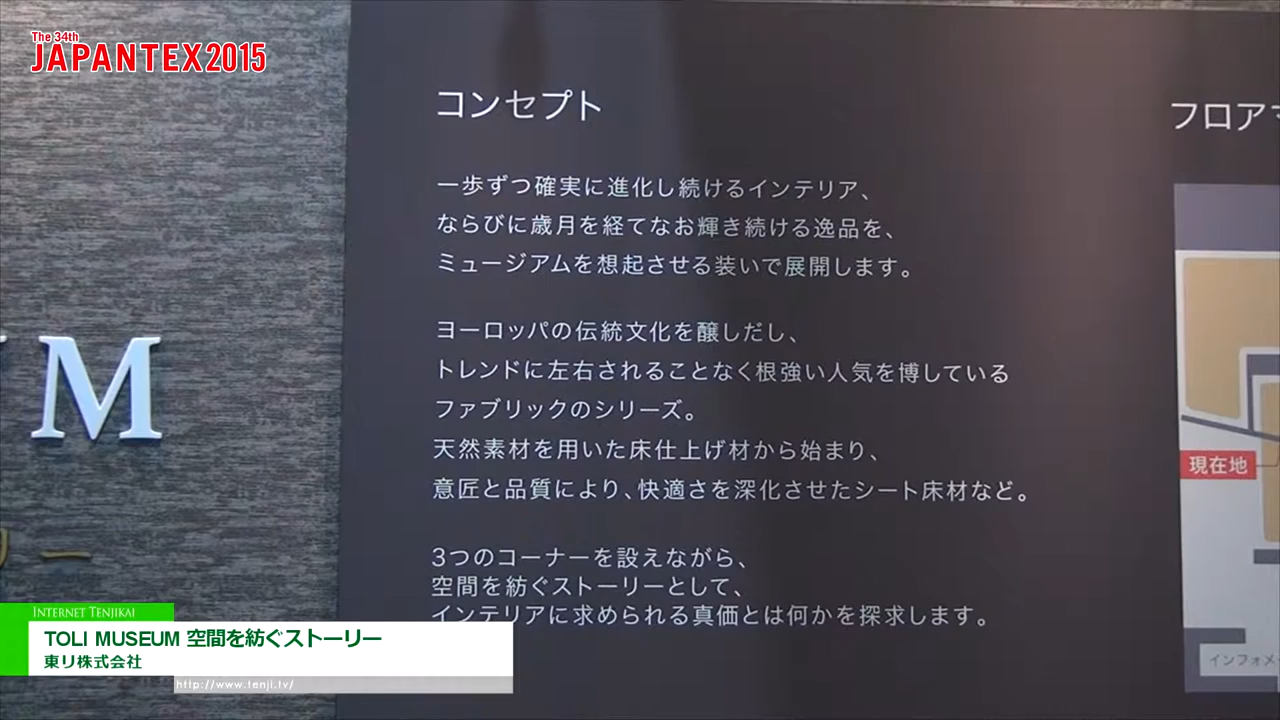 The 34th
JAPANTEX2015
コンセプト
一歩ずつ確実に進化し続けるインテリア、
ならびに歳月を経てなお輝き続ける逸品を、
ミュージアムを想起させる装いで展開します。
ヨーロッパの伝統文化を醸しだし、
トレンドに左右されることなく根強い人気を博している
ファブリックのシリーズ。
天然素材を用いた床仕上げ材から始まり、
意匠と品質により、快適さを深化させたシート床材など。
3つのコーナーを設えながら、
空間を紡ぐストーリーとして、
インテリアに求められる真価とは何かを探求します。
フロアマ
現在地
インフォメ
M
ー
INTERNET TENJIKAI
TOLI MUSEUM 空間を紡ぐストーリー
東リ株式会社
http://www.tenji.tv/